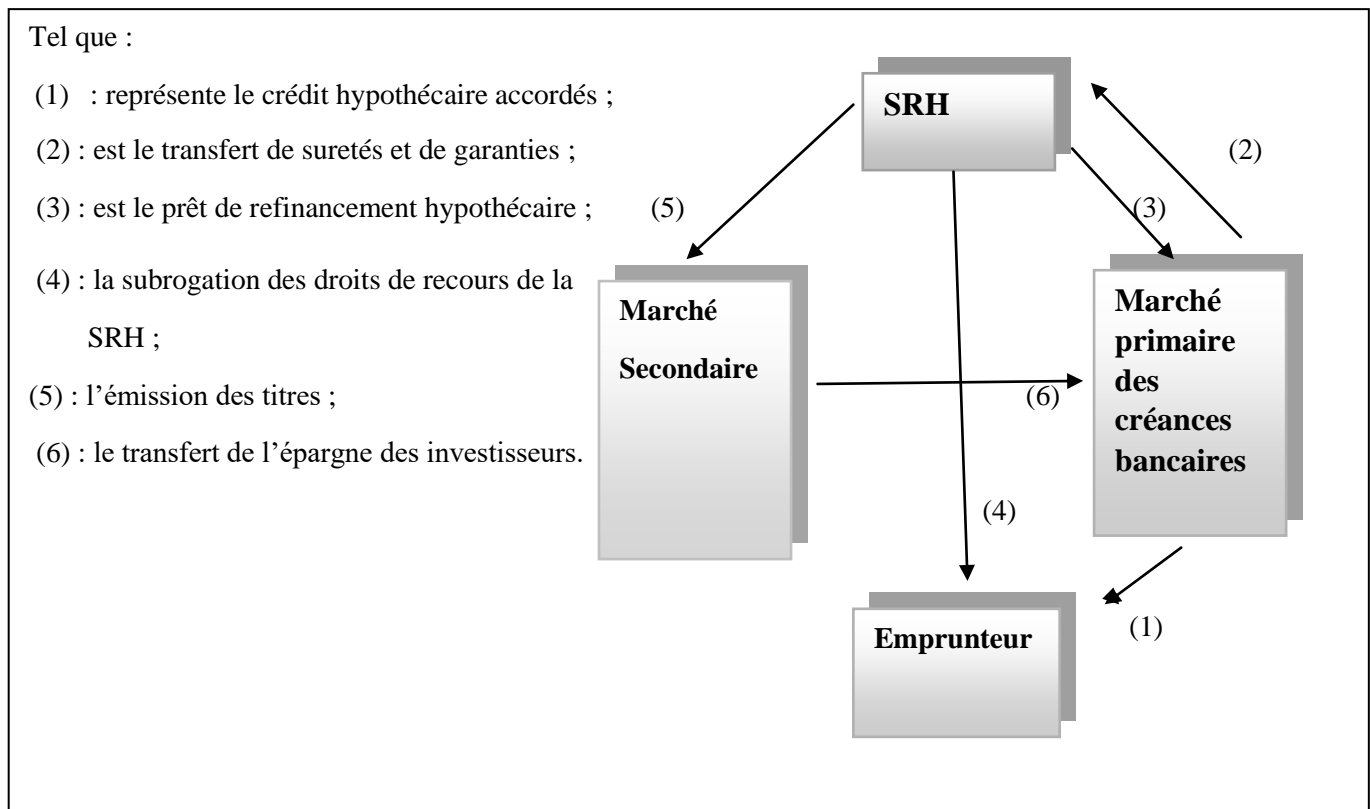 Tel que :
(1) : représente le crédit hypothécaire accordés ;
(2) : est le transfert de suretés et de garanties ;
(3) : est le prêt de refinancement hypothécaire ;
(4) : la subrogation des droits de recours de la
SRH ;
(5) : l’émission des titres ;
(6) : le transfert de l’épargne des investisseurs.
SRH
(2)
(5)
(3)
Marché
Secondaire
Marché
primaire
des
créances
bancaires
(6)
(4)
Emprunteur
(1)